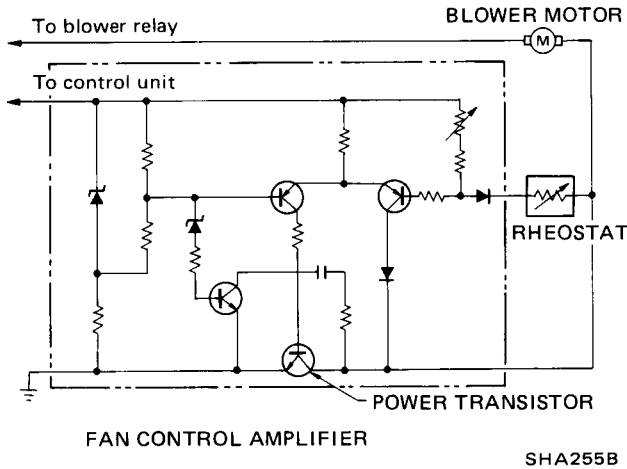 BLOWER MOTOR
To blower relay
M
To control unit
RHEOSTAT
POWER TRANSISTOR
FAN CONTROL AMPLIFIER
SHA255B